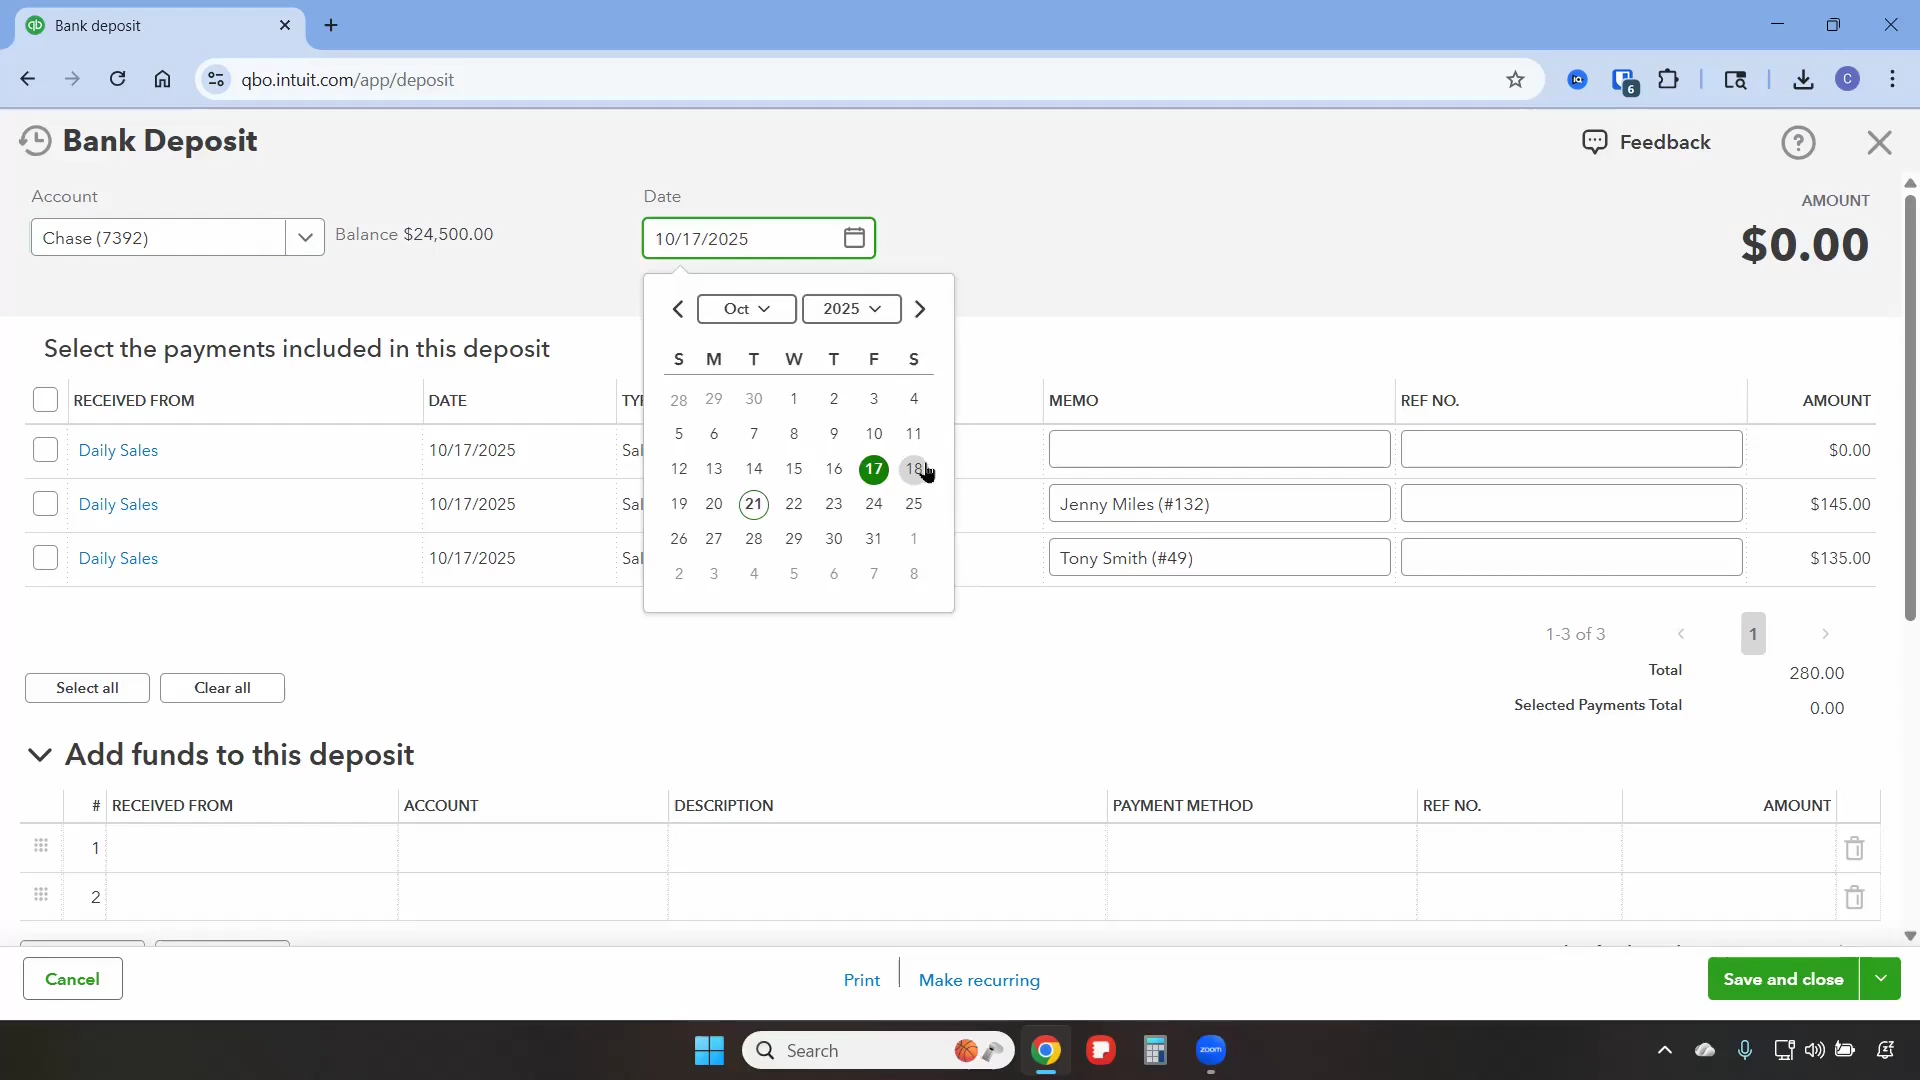 Bank deposit
qbo.intuit.com/app/deposit
6
C
Bank Deposit
Feedback
?
Account
Date
AMOUNT
Chase (7392)
Balance $24,500.00
10/17/2025
$0.00
Oct
2025
S M T W T F S
28 29 30 1 2 3 4
5 6 7 8 9 10 11
12 13 14 15 16 17 18
19 20 21 22 23 24 25
26 27 28 29 30 31 1
2 3 4 5 6 7 8
Select the payments included in this deposit
RECEIVED FROM DATE TY MEMO REF NO. AMOUNT
Daily Sales 10/17/2025 Sal $0.00
Daily Sales 10/17/2025 Sal Jenny Miles (#132) $145.00
Daily Sales 10/17/2025 Sal Tony Smith (#49) $135.00
1-3 of 3 1
Select all Clear all
Total 280.00
Selected Payments Total 0.00
Add funds to this deposit
# RECEIVED FROM ACCOUNT DESCRIPTION PAYMENT METHOD REF NO. AMOUNT
1
2
Cancel Print Make recurring Save and close
Search
zoom